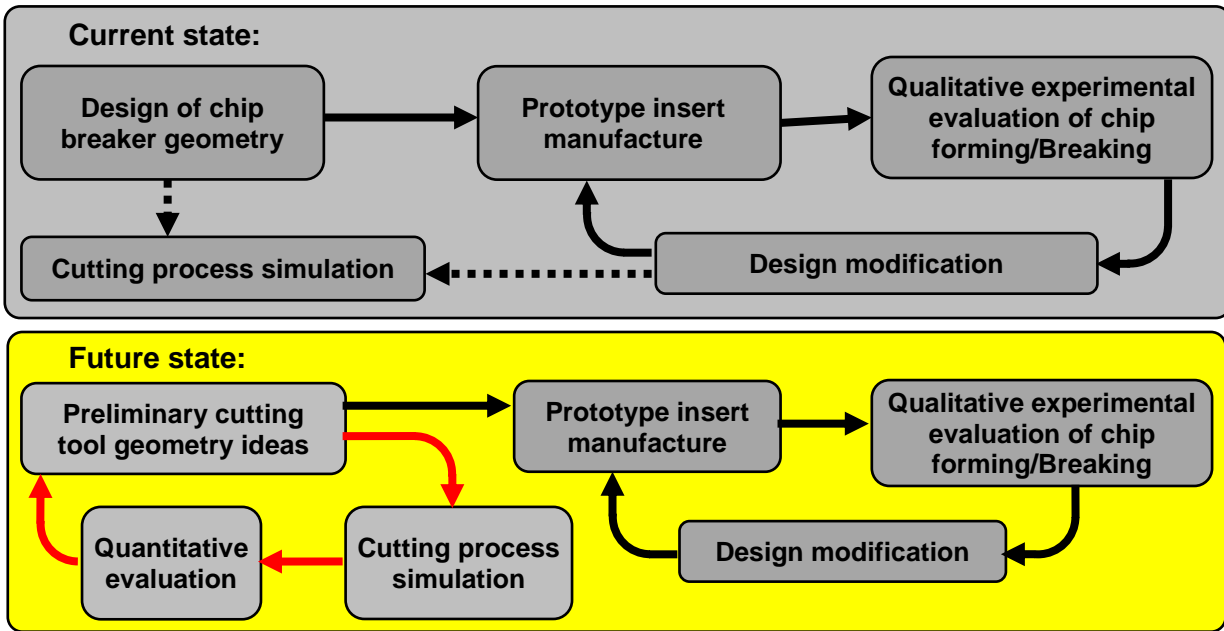 Current state:
Design of chip
breaker geometry
Prototype insert
manufacture
Qualitative experimental
evaluation of chip
forming/Breaking
Cutting process simulation
Design modification
Future state:
Preliminary cutting
tool geometry ideas
Prototype insert
manufacture
Qualitative experimental
evaluation of chip
forming/Breaking
Quantitative
evaluation
Cutting process
simulation
Design modification